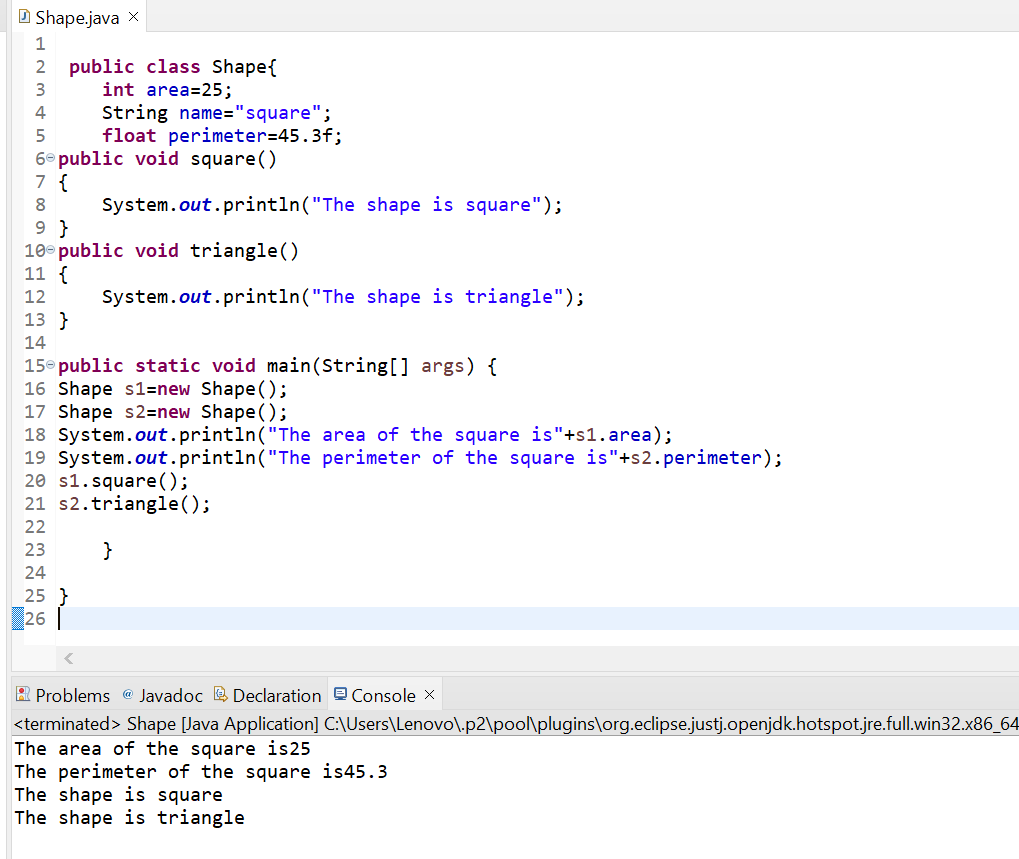 Shape.java
1
2 public class Shape{
3 int area=25;
4 String name="square";
5 float perimeter=45.3f;
6 public void square()
7 {
8 System.out.println("The shape is square");
9 }
10 public void triangle()
11 {
12 System.out.println("The shape is triangle");
13 }
14
15 public static void main(String[] args) {
16 Shape s1=new Shape();
17 Shape s2=new Shape();
18 System.out.println("The area of the square is"+s1.area);
19 System.out.println("The perimeter of the square is"+s2.perimeter);
20 s1.square();
21 s2.triangle();
22
23 }
24
25 }
26
Problems @ Javadoc Declaration Console
<terminated> Shape [Java Application] C:\Users\Lenovo\.p2\pool\plugins\org.eclipse.justj.openjdk.hotspot.jre.full.win32.x86_64
The area of the square is25
The perimeter of the square is45.3
The shape is square
The shape is triangle